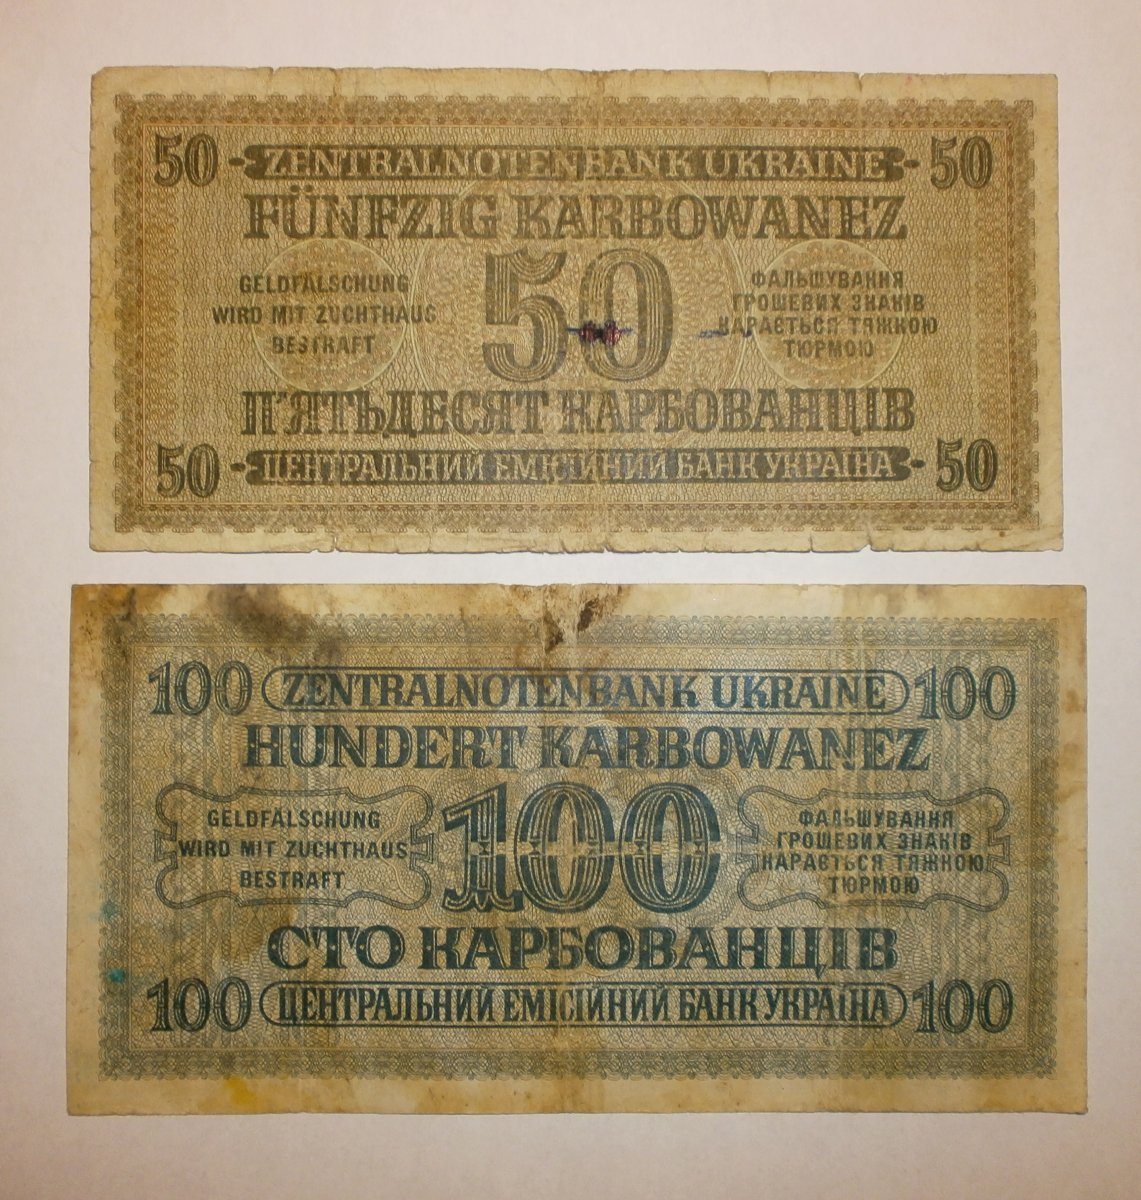 50 ZENTRALNOTENBANK UKRAINE 50
FÜNFZIG KARBOWANEZ
GELDFÄLSCHUNG
WIRD MIT ZUCHTHAUS
BESTRAFT
50
ФАЛЬШУВАННЯ
ГРОШЕВИХ ЗНАКІВ
КАРАЄТЬСЯ ТЯЖКОЮ
ТЮРМОЮ
П'ЯТЬДЕСЯТ КАРБОВАНЦІВ
50 ЦЕНТРАЛЬНИЙ ЕМІСІЙНИЙ БАНК УКРАЇНА 50
100 ZENTRALNOTENBANK UKRAINE 100
HUNDERT KARBOWANEZ
GELDFÄLSCHUNG
WIRD MIT ZUCHTHAUS
BESTRAFT
100
ФАЛЬШУВАННЯ
ГРОШЕВИХ ЗНАКІВ
КАРАЄТЬСЯ ТЯЖКОЮ
ТЮРМОЮ
СТО КАРБОВАНЦІВ
100 ЦЕНТРАЛЬНИЙ ЕМІСІЙНИЙ БАНК УКРАЇНА 100